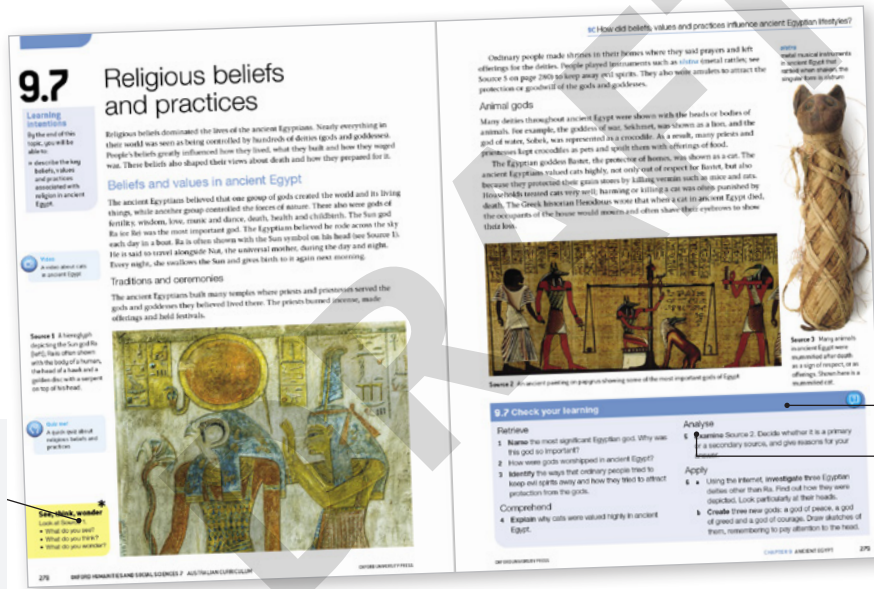 9.7
Religious beliefs
and practices
Learning
intentions
By the end of this
topic, you will be
able to:
• describe the key
beliefs, values
and practices
associated with
religion in ancient
Egypt.
Religious beliefs dominated the lives of the ancient Egyptians. Nearly everything in
their world was seen as being controlled by hundreds of deities (gods and goddesses).
People's beliefs greatly influenced how they lived, what they built and how they waged
war. These beliefs also shaped their views about death and how they prepared for it.
Beliefs and values in ancient Egypt
The ancient Egyptians believed that one group of gods created the world and its living
things, while another group controlled the forces of nature. There also were gods of
fertility, wisdom, love, music and dance, death, health and childbirth. The Sun god
Ra (or Re) was the most important god. The Egyptians believed he rode across the sky
each day in a boat. Ra is often shown with the Sun symbol on his head (see Source 1).
He is said to travel alongside Nut, the universal mother, during the day and night.
Every night, she swallows the Sun and gives birth to it again next morning.
Video
A video about cats
in ancient Egypt
Traditions and ceremonies
The ancient Egyptians built many temples where priests and priestesses served the
gods and goddesses they believed lived there. The priests burned incense, made
offerings and held festivals.
Source 1 A hieroglyph
depicting the Sun god Ra
(left). Ra is often shown
with the body of a human,
the head of a hawk and a
golden disc with a serpent
on top of his head.
Quiz me!
A quick quiz about
religious beliefs and
practices
See, think, wonder
Look at Source 1.
• What do you see?
• What do you think?
• What do you wonder?
278 OXFORD HUMANITIES AND SOCIAL SCIENCES 7 AUSTRALIAN CURRICULUM
OXFORD UNIVERSITY PRESS
9C How did beliefs, values and practices influence ancient Egyptian lifestyles?
Ordinary people made shrines in their homes where they said prayers and left
offerings for the deities. People played instruments such as sistra (metal rattles; see
Source 5 on page 280) to keep away evil spirits. They also wore amulets to attract the
protection or goodwill of the gods and goddesses.
sistra
metal musical instruments
in ancient Egypt that
rattled when shaken; the
singular form is sistrum
Animal gods
Many deities throughout ancient Egypt were shown with the heads or bodies of
animals. For example, the goddess of war, Sekhmet, was shown as a lion, and the
god of water, Sobek, was represented as a crocodile. As a result, many priests and
priestesses kept crocodiles as pets and spoilt them with offerings of food.
The Egyptian goddess Bastet, the protector of homes, was shown as a cat. The
ancient Egyptians valued cats highly, not only out of respect for Bastet, but also
because they protected their grain stores by killing vermin such as mice and rats.
Households treated cats very well; harming or killing a cat was often punished by
death. The Greek historian Herodotus wrote that when a cat in ancient Egypt died,
the occupants of the house would mourn and often shave their eyebrows to show
their loss.
Source 2 An ancient painting on papyrus showing some of the most important gods of Egypt
Source 3 Many animals
in ancient Egypt were
mummified after death
as a sign of respect, or as
offerings. Shown here is a
mummified cat.
9.7 Check your learning
Retrieve
1 Name the most significant Egyptian god. Why was
this god so important?
2 How were gods worshipped in ancient Egypt?
3 Identify the ways that ordinary people tried to
keep evil spirits away and how they tried to attract
protection from the gods.
Comprehend
4 Explain why cats were valued highly in ancient
Egypt.
Analyse
5 Examine Source 2. Decide whether it is a primary
or a secondary source, and give reasons for your
answer.
Apply
6 a Using the internet, investigate three Egyptian
deities other than Ra. Find out how they were
depicted. Look particularly at their heads.
b Create three new gods: a god of peace, a god
of greed and a god of courage. Draw sketches of
them, remembering to pay attention to the head.
OXFORD UNIVERSITY PRESS
CHAPTER 9 ANCIENT EGYPT 279